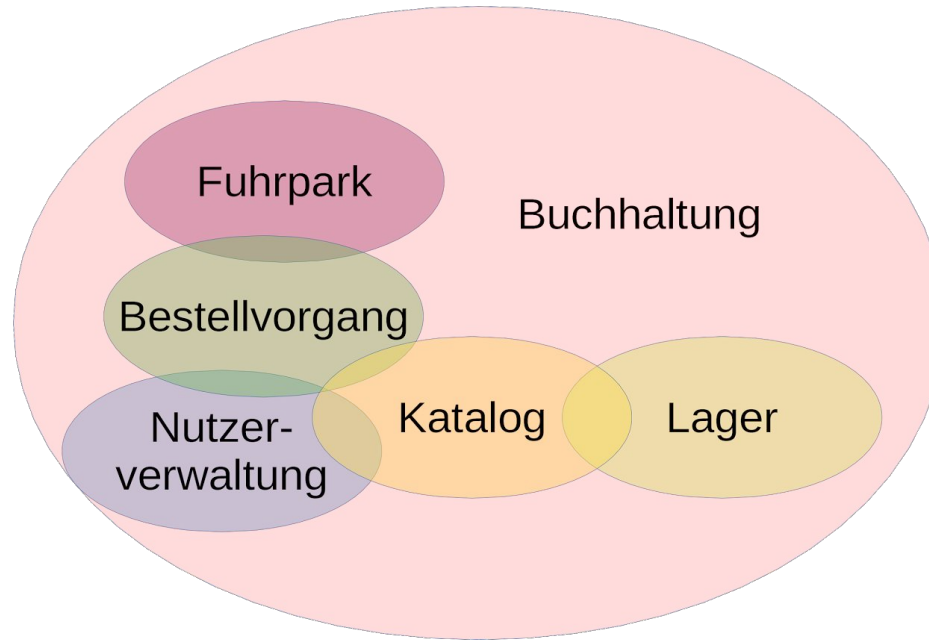 Fuhrpark
Buchhaltung
Bestellvorgang
Nutzer-
verwaltung
Katalog
Lager